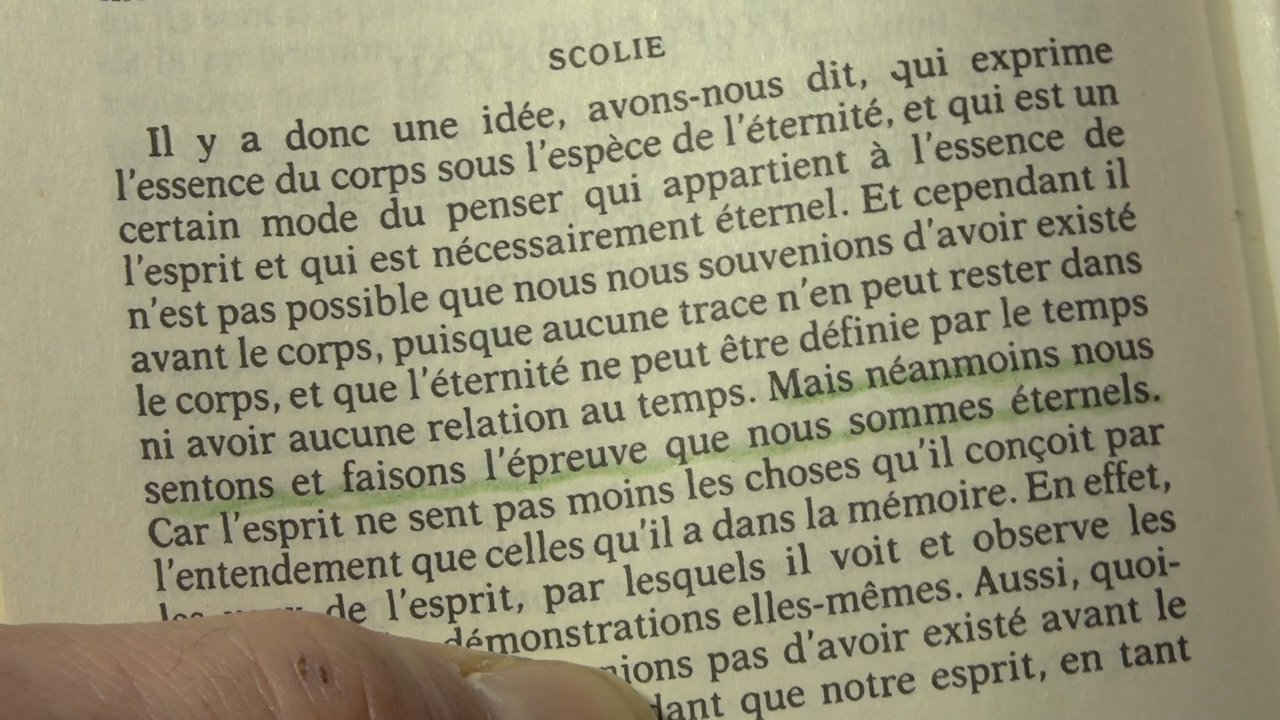 SCOLIE
Il y a donc une idée, avons-nous dit, qui exprime
l'essence du corps sous l'espèce de l'éternité, et qui est un
certain mode du penser qui appartient à l'essence de
l'esprit et qui est nécessairement éternel. Et cependant il
n'est pas possible que nous nous souvenions d'avoir existé
avant le corps, puisque aucune trace n'en peut rester dans
le corps, et que l'éternité ne peut être définie par le temps
ni avoir aucune relation au temps. Mais néanmoins nous
sentons et faisons l'épreuve que nous sommes éternels.
Car l'esprit ne sent pas moins les choses qu'il conçoit par
l'entendement que celles qu'il a dans la mémoire. En effet,
de l'esprit, par lesquels il voit et observe les
démonstrations elles-mêmes. Aussi, quoi-
pas d'avoir existé avant le
que notre esprit, en tant